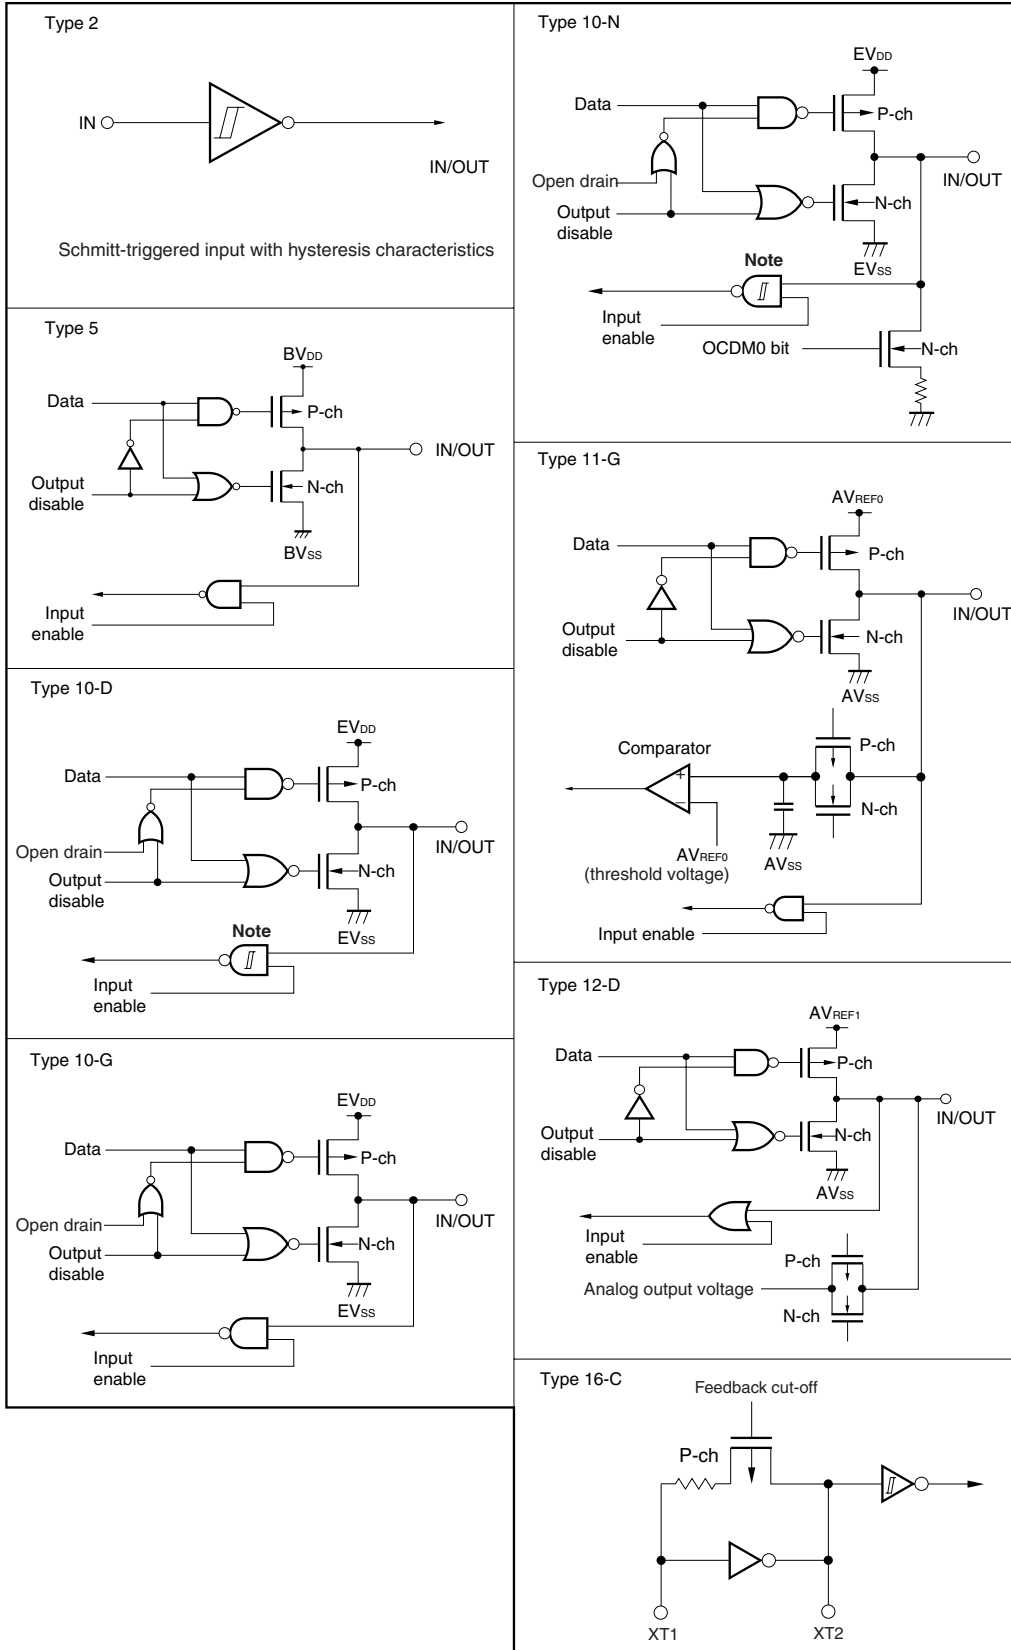 Type 2
IN
IN/OUT
Schmitt-triggered input with hysteresis characteristics
Type 5
BVDD
Data
P-ch
IN/OUT
Output
disable
N-ch
BVSS
Input
enable
Type 10-D
EVDD
Data
P-ch
IN/OUT
Open drain
Output
disable
N-ch
EVSS
Note
Input
enable
Type 10-G
EVDD
Data
P-ch
IN/OUT
Open drain
Output
disable
N-ch
EVSS
Input
enable
Type 10-N
EVDD
Data
P-ch
IN/OUT
Open drain
Output
disable
N-ch
EVSS
Note
Input
enable
OCDM0 bit
N-ch
Type 11-G
AVREF0
Data
P-ch
IN/OUT
Output
disable
N-ch
AVSS
P-ch
Comparator
+
−
N-ch
AVREF0
(threshold voltage)
AVSS
Input enable
Type 12-D
AVREF1
Data
P-ch
IN/OUT
Output
disable
N-ch
AVSS
Input
enable
P-ch
Analog output voltage
N-ch
Type 16-C
Feedback cut-off
P-ch
XT1
XT2